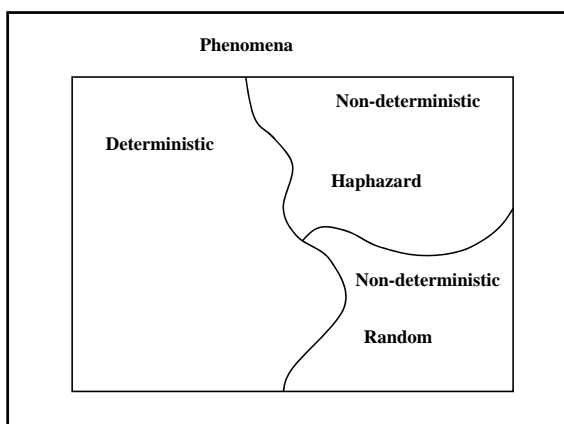 Phenomena
Non-deterministic
Deterministic
Haphazard
Non-deterministic
Random